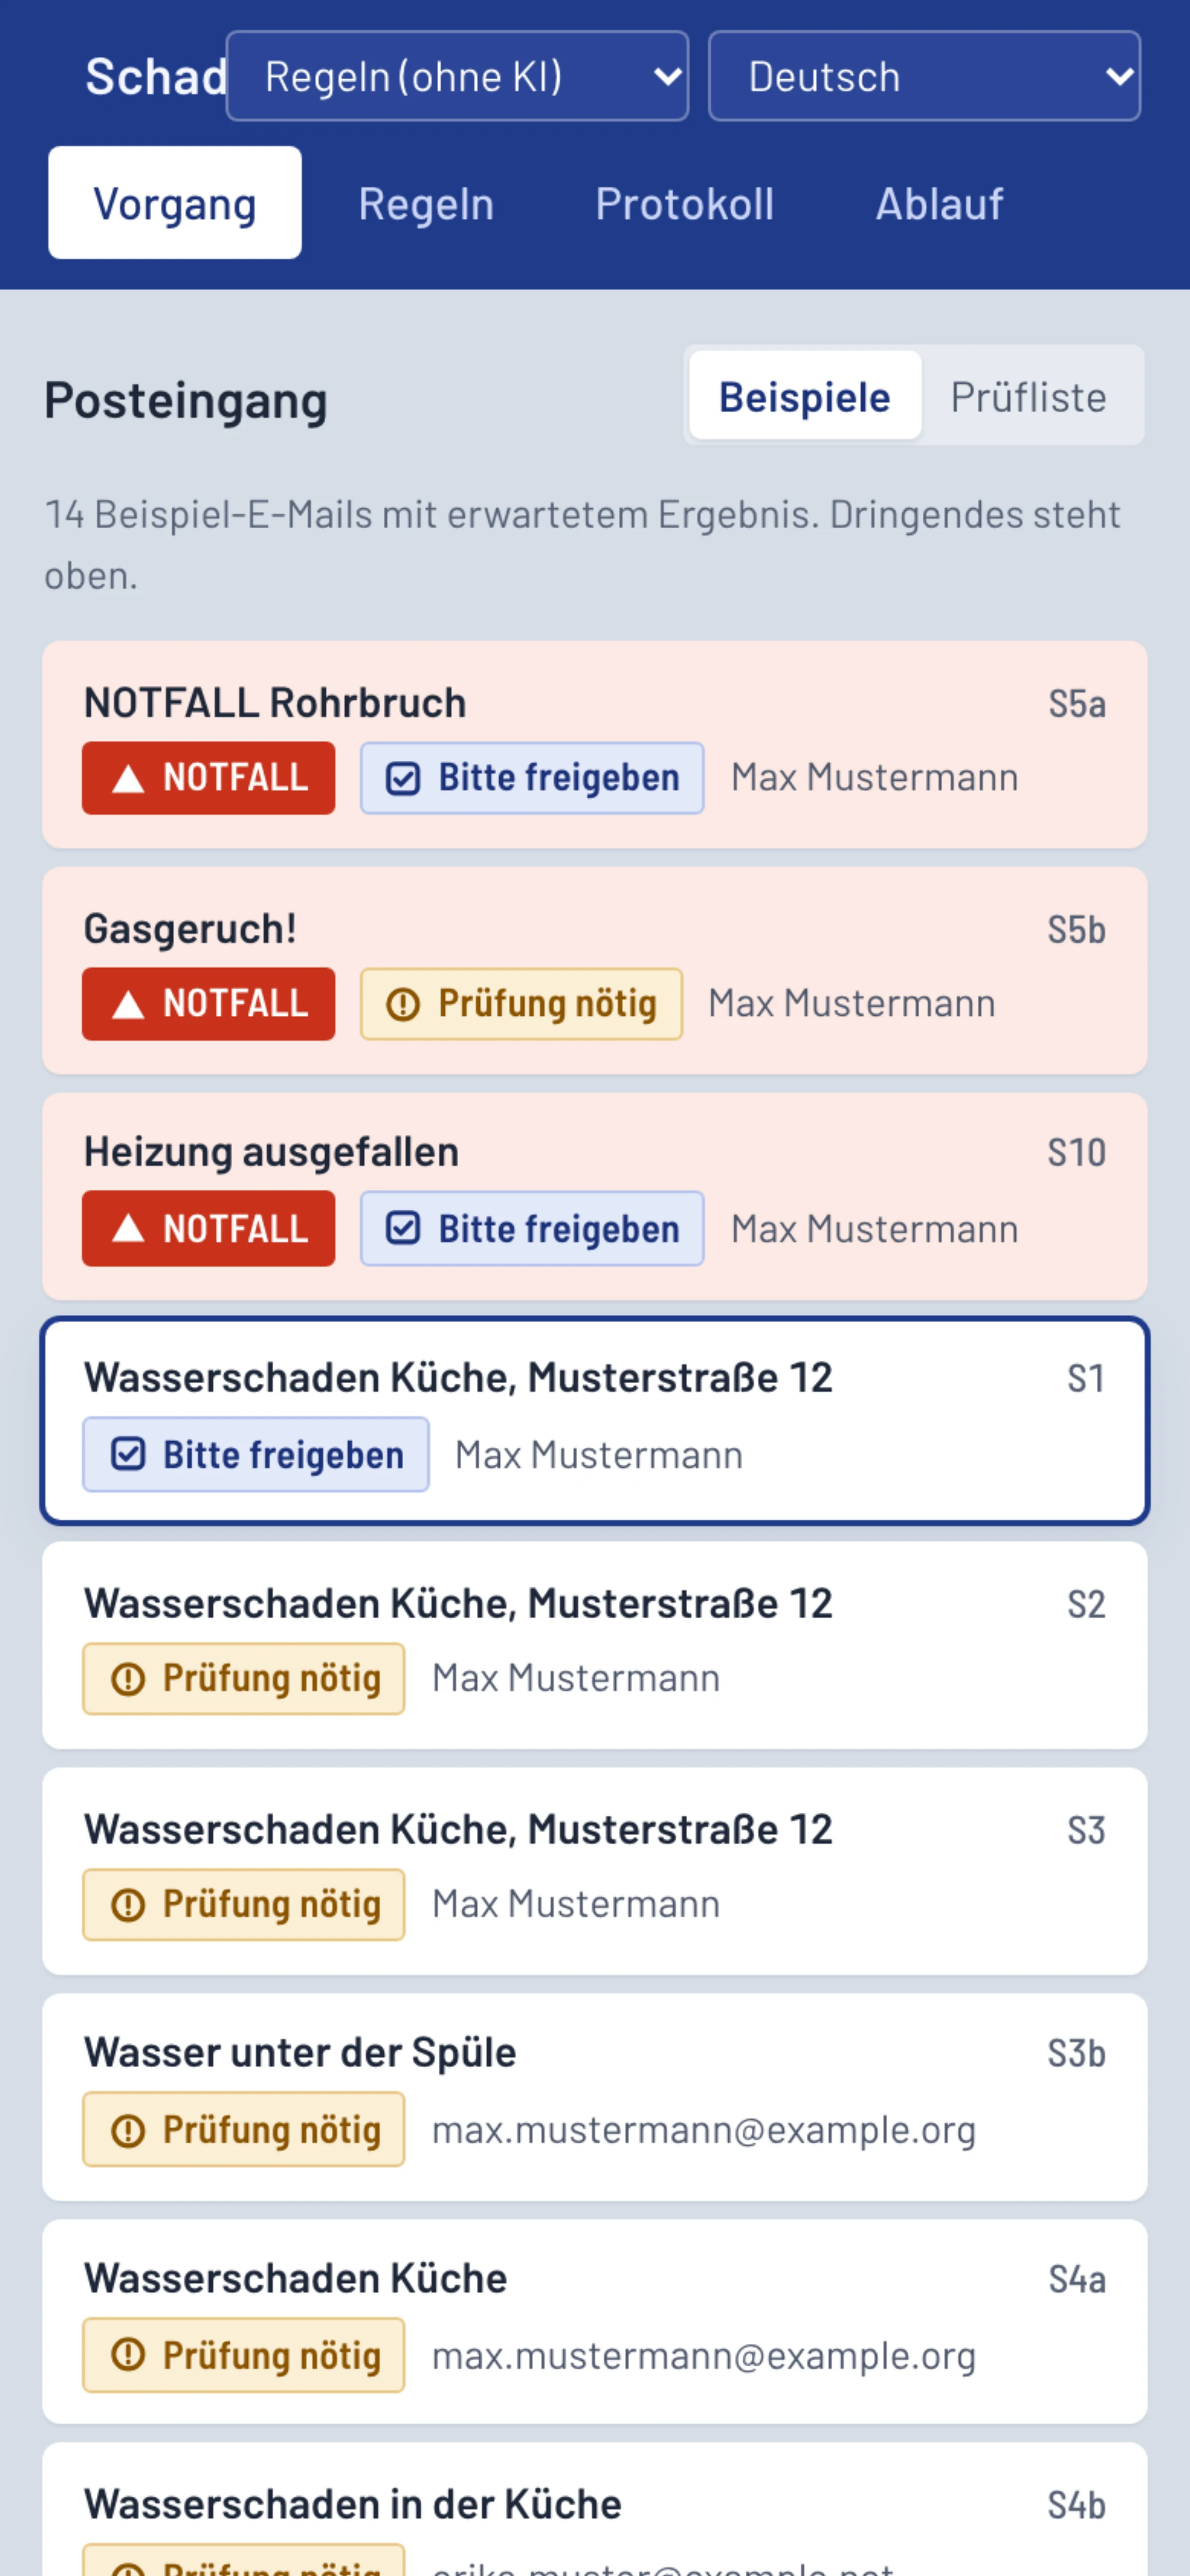 Schad
Regeln (ohne KI)
Deutsch
Vorgang
Regeln
Protokoll
Ablauf
Posteingang
Beispiele
Prüfliste
14 Beispiel-E-Mails mit erwartetem Ergebnis. Dringendes steht
oben.
NOTFALL Rohrbruch
S5a
NOTFALL
Bitte freigeben
Max Mustermann
Gasgeruch!
S5b
NOTFALL
Prüfung nötig
Max Mustermann
Heizung ausgefallen
S10
NOTFALL
Bitte freigeben
Max Mustermann
Wasserschaden Küche, Musterstraße 12
S1
Bitte freigeben
Max Mustermann
Wasserschaden Küche, Musterstraße 12
S2
Prüfung nötig
Max Mustermann
Wasserschaden Küche, Musterstraße 12
S3
Prüfung nötig
Max Mustermann
Wasser unter der Spüle
S3b
Prüfung nötig
max.mustermann@example.org
Wasserschaden Küche
S4a
Prüfung nötig
max.mustermann@example.org
Wasserschaden in der Küche
S4b
Prüfung nötig